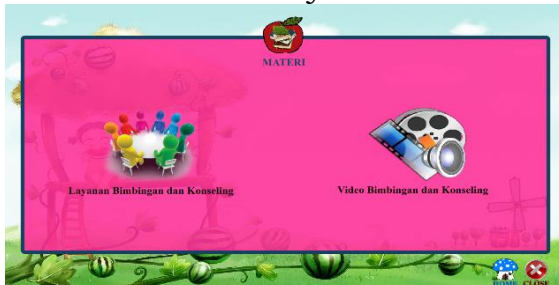 MATERI
Layanan Bimbingan dan Konseling
Video Bimbingan dan Konseling
HOME CLOSE